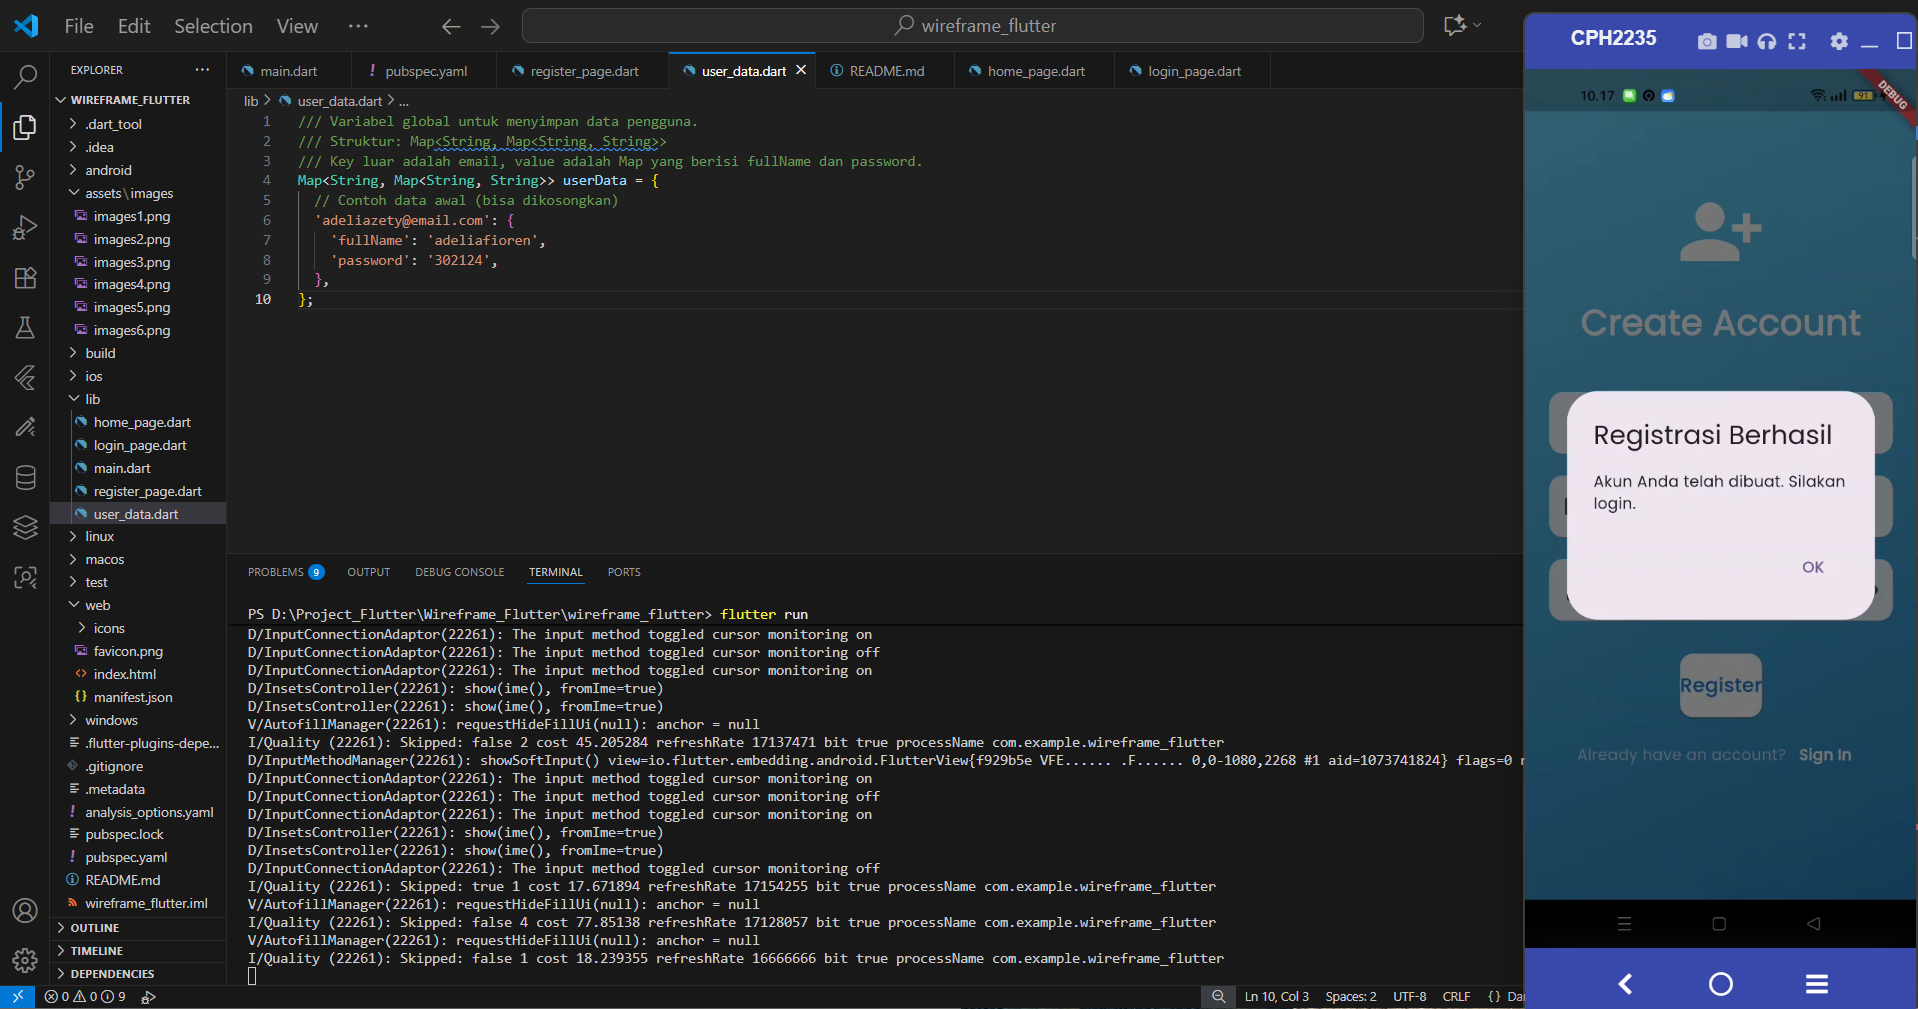 File Edit Selection View ...
wireframe_flutter
EXPLORER ...
WIREFRAME_FLUTTER
.dart_tool
.idea
android
assets\images
images1.png
images2.png
images3.png
images4.png
images5.png
images6.png
build
ios
lib
home_page.dart
login_page.dart
main.dart
register_page.dart
user_data.dart
linux
macos
test
web
icons
favicon.png
index.html
manifest.json
windows
.flutter-plugins-depe...
.gitignore
.metadata
analysis_options.yaml
pubspec.lock
pubspec.yaml
README.md
wireframe_flutter.iml
OUTLINE
TIMELINE
DEPENDENCIES
main.dart pubspec.yaml register_page.dart user_data.dart README.md home_page.dart login_page.dart
lib > user_data.dart > ...
1 /// Variabel global untuk menyimpan data pengguna.
2 /// Struktur: Map<String, Map<String, String>>
3 /// Key luar adalah email, value adalah Map yang berisi fullName dan password.
4 Map<String, Map<String, String>> userData = {
5 // Contoh data awal (bisa dikosongkan)
6 'adeliazety@email.com': {
7 'fullName': 'adeliafioren',
8 'password': '302124',
9 },
10 };
PROBLEMS 9 OUTPUT DEBUG CONSOLE TERMINAL PORTS
PS D:\Project_Flutter\Wireframe_Flutter\wireframe_flutter> flutter run
D/InputConnectionAdaptor(22261): The input method toggled cursor monitoring on
D/InputConnectionAdaptor(22261): The input method toggled cursor monitoring off
D/InputConnectionAdaptor(22261): The input method toggled cursor monitoring on
D/InsetsController(22261): show(ime(), fromIme=true)
D/InsetsController(22261): show(ime(), fromIme=true)
V/AutofillManager(22261): requestHideFillUi(null): anchor = null
I/Quality (22261): Skipped: false 2 cost 45.205284 refreshRate 17137471 bit true processName com.example.wireframe_flutter
D/InputMethodManager(22261): showSoftInput() view=io.flutter.embedding.android.FlutterView{f929b5e VFE...... .F...... 0,0-1080,2268 #1 aid=1073741824} flags=0
D/InputConnectionAdaptor(22261): The input method toggled cursor monitoring on
D/InputConnectionAdaptor(22261): The input method toggled cursor monitoring off
D/InputConnectionAdaptor(22261): The input method toggled cursor monitoring on
D/InsetsController(22261): show(ime(), fromIme=true)
D/InsetsController(22261): show(ime(), fromIme=true)
D/InputConnectionAdaptor(22261): The input method toggled cursor monitoring off
I/Quality (22261): Skipped: true 1 cost 17.671894 refreshRate 17154255 bit true processName com.example.wireframe_flutter
V/AutofillManager(22261): requestHideFillUi(null): anchor = null
I/Quality (22261): Skipped: false 4 cost 77.85138 refreshRate 17128057 bit true processName com.example.wireframe_flutter
V/AutofillManager(22261): requestHideFillUi(null): anchor = null
I/Quality (22261): Skipped: false 1 cost 18.239355 refreshRate 16666666 bit true processName com.example.wireframe_flutter
0 0 9
Ln 10, Col 3 Spaces: 2 UTF-8 CRLF {} Da
CPH2235
10.17
91
DEBUG
Create Account
Registrasi Berhasil
Akun Anda telah dibuat. Silakan
login.
OK
Register
Already have an account? Sign In